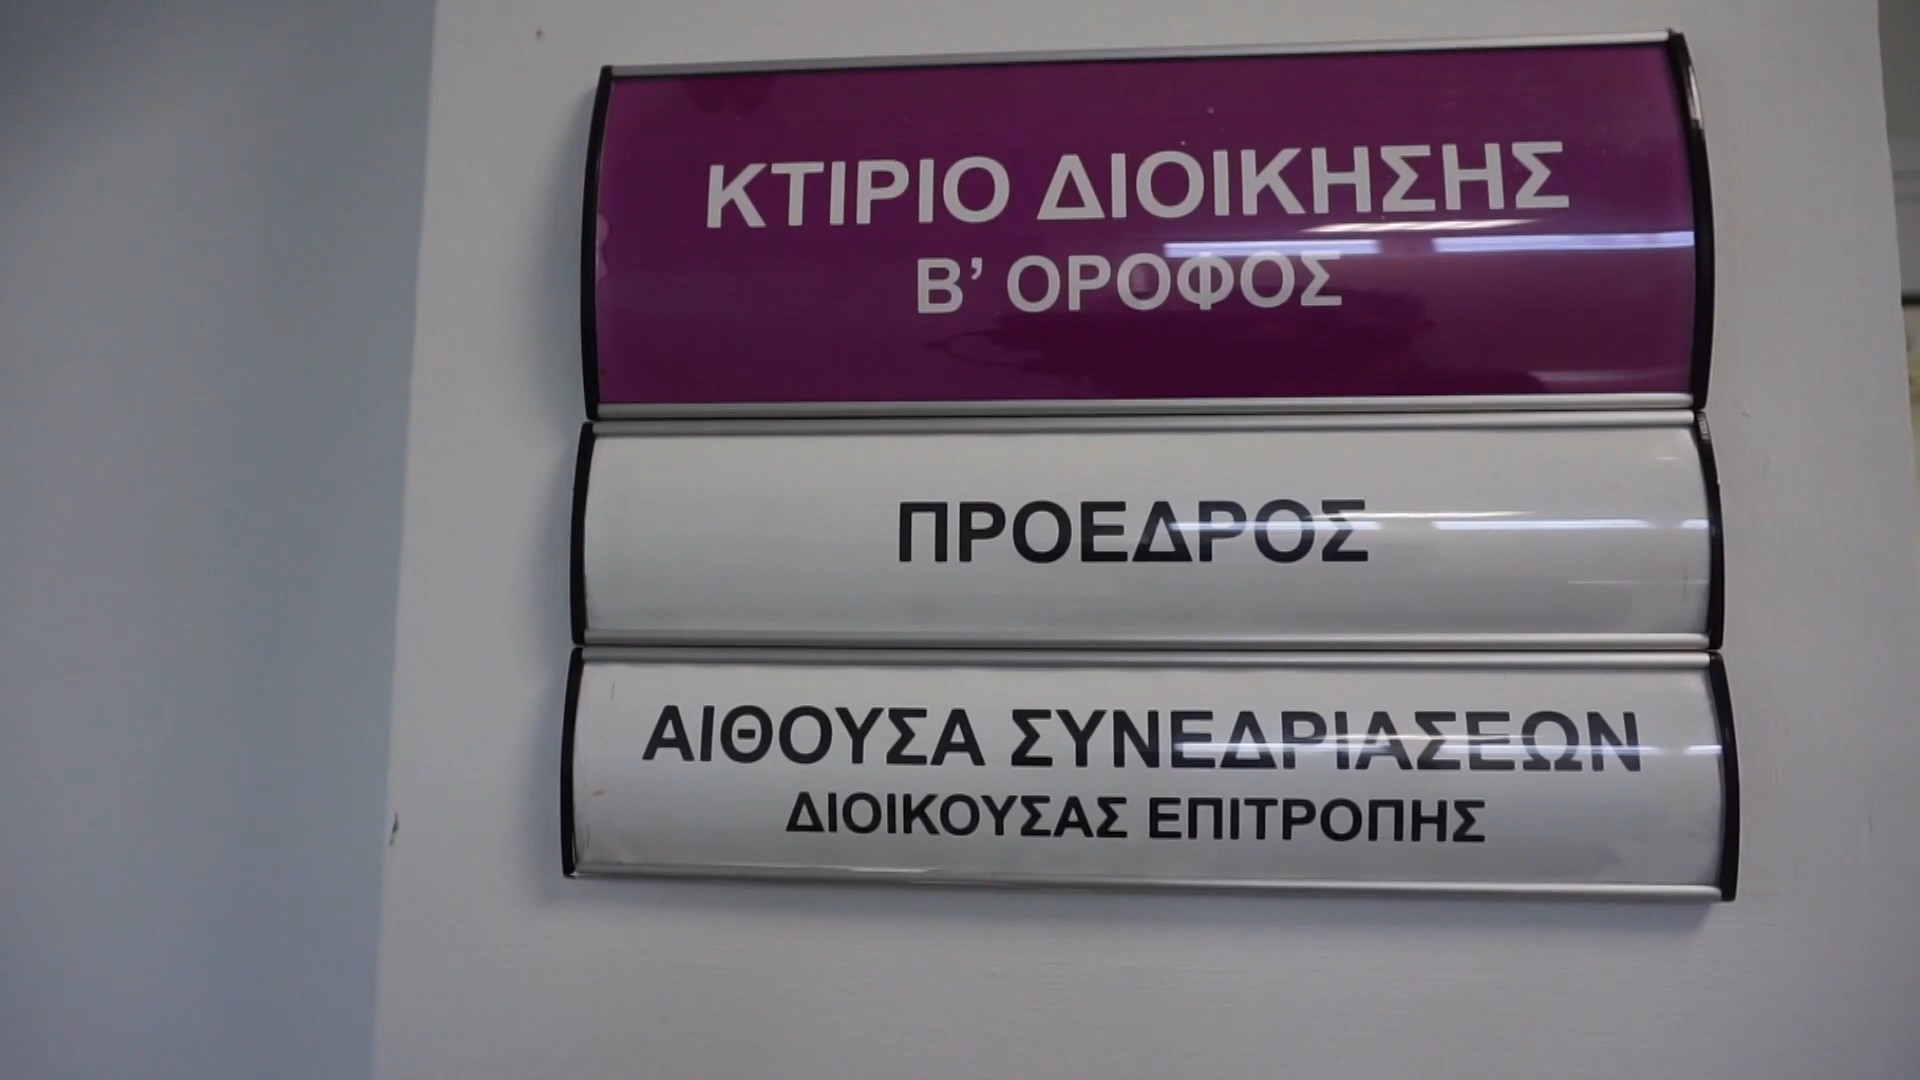 ΚΤΙΡΙΟ ΔΙΟΙΚΗΣΗΣ
Β’ ΟΡΟΦΟΣ
ΠΡΟΕΔΡΟΣ
ΑΙΘΟΥΣΑ ΣΥΝΕΔΡΙΑΣΕΩΝ
ΔΙΟΙΚΟΥΣΑΣ ΕΠΙΤΡΟΠΗΣ